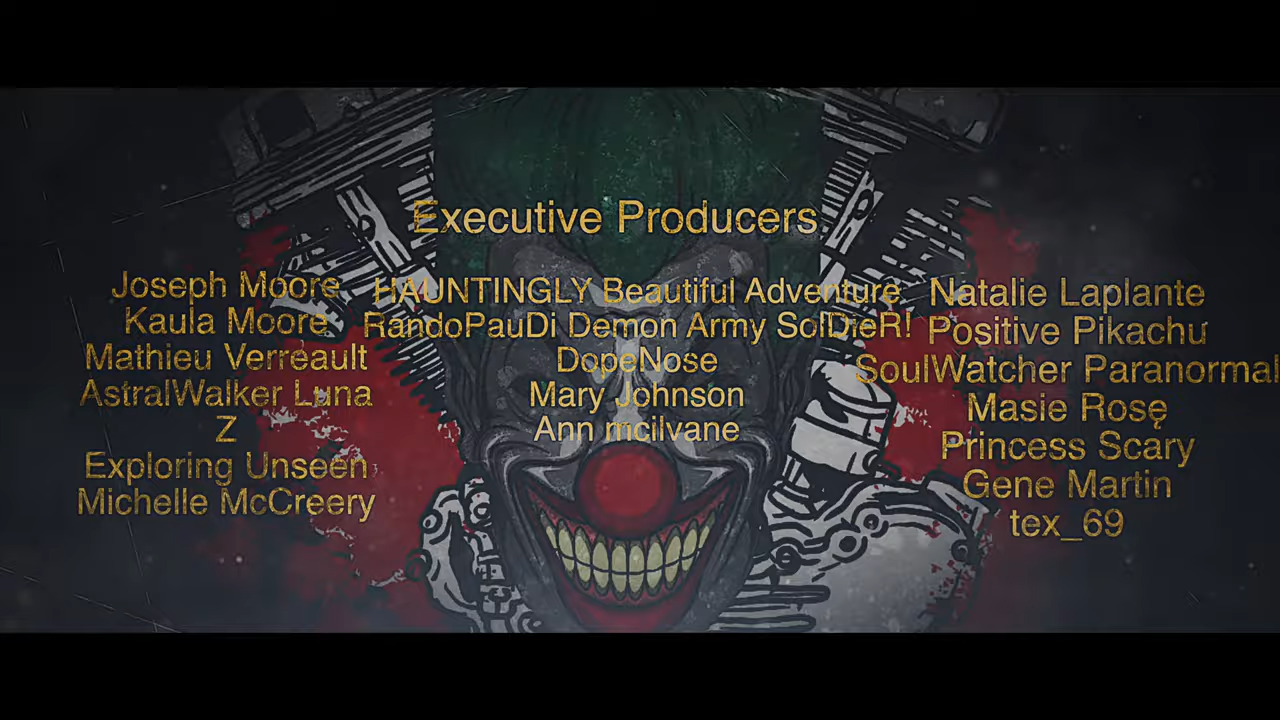 Executive Producers
Joseph Moore
Kaula Moore
Mathieu Verreault
AstralWalker Luna
Z
Exploring Unseen
Michelle McCreery
HAUNTINGLY Beautiful Adventure
RandoPauDi Demon Army SolDieR!
DopeNose
Mary Johnson
Ann mcilvane
Natalie Laplante
Positive Pikachu
SoulWatcher Paranormal
Masie Rose
Princess Scary
Gene Martin
tex_69